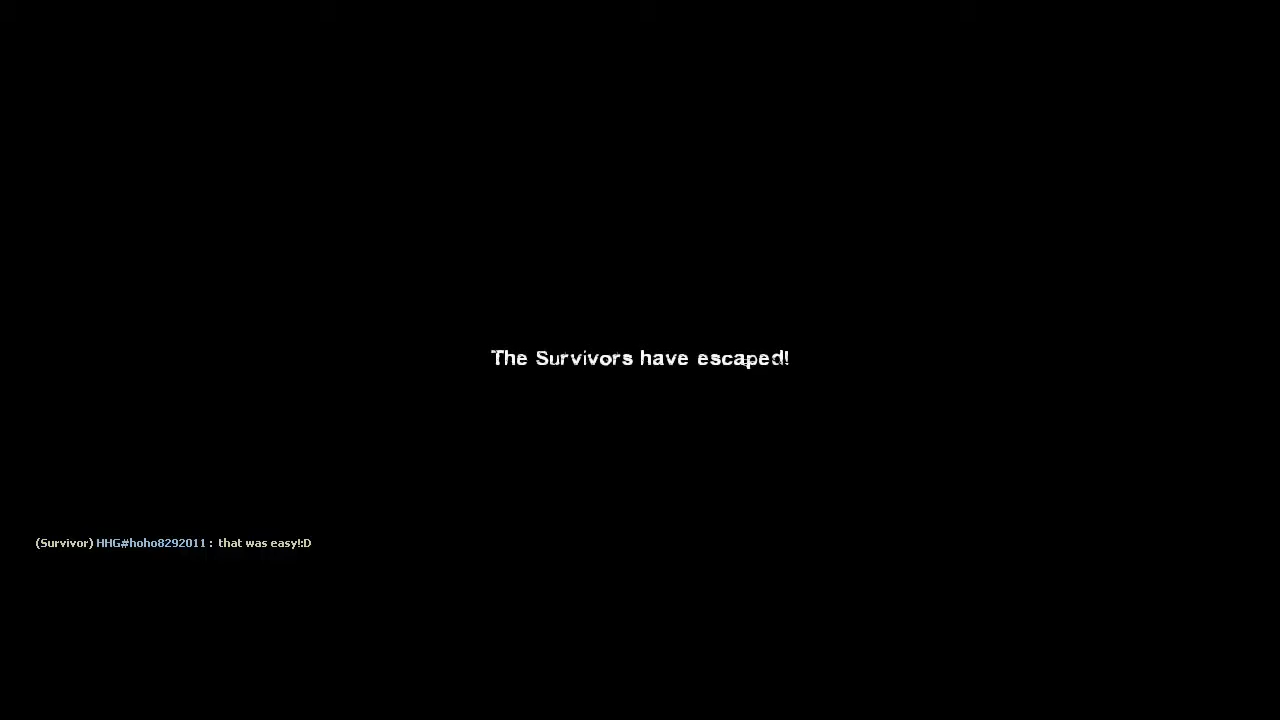 The Survivors have escaped!
(Survivor) HHG#hoho8292011 : that was easy!:D